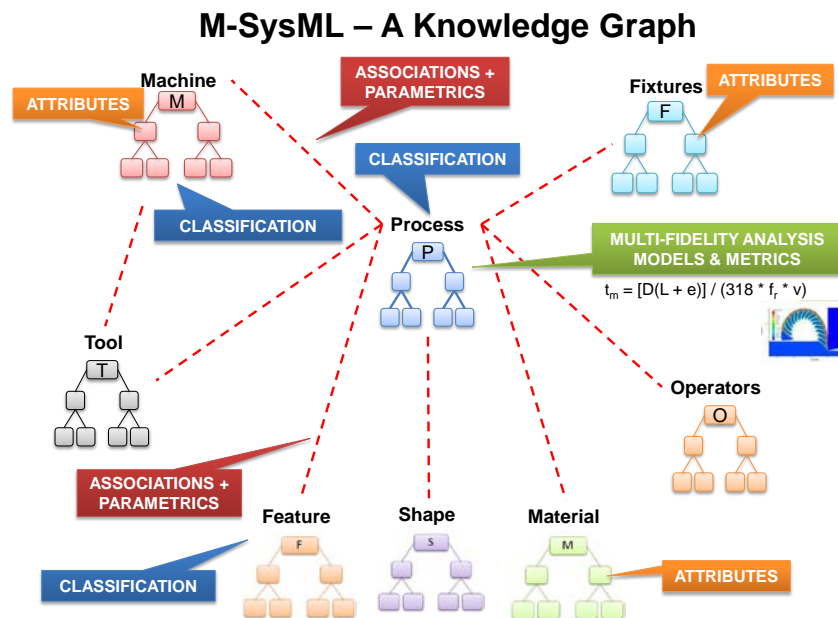 M-SysML – A Knowledge Graph
Machine
M
ATTRIBUTES
ASSOCIATIONS +
PARAMETRICS
Fixtures
F
ATTRIBUTES
CLASSIFICATION
CLASSIFICATION
Process
P
MULTI-FIDELITY ANALYSIS
MODELS & METRICS
tm = [D(L + e)] / (318 * fr * v)
Tool
T
Operators
O
ASSOCIATIONS +
PARAMETRICS
Feature
F
Shape
S
Material
M
CLASSIFICATION
ATTRIBUTES